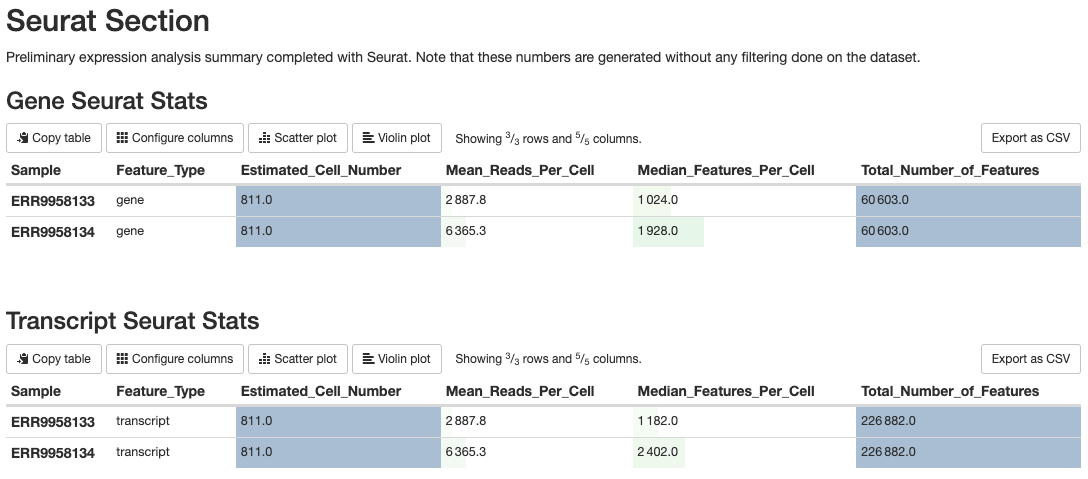 Seurat Section
Preliminary expression analysis summary completed with Seurat. Note that these numbers are generated without any filtering done on the dataset.
Gene Seurat Stats
Copy table Configure columns Scatter plot Violin plot Showing 3/3 rows and 5/5 columns. Export as CSV
Sample Feature_Type Estimated_Cell_Number Mean_Reads_Per_Cell Median_Features_Per_Cell Total_Number_of_Features
ERR9958133 gene 811.0 2 887.8 1 024.0 60 603.0
ERR9958134 gene 811.0 6 365.3 1 928.0 60 603.0
Transcript Seurat Stats
Copy table Configure columns Scatter plot Violin plot Showing 3/3 rows and 5/5 columns. Export as CSV
Sample Feature_Type Estimated_Cell_Number Mean_Reads_Per_Cell Median_Features_Per_Cell Total_Number_of_Features
ERR9958133 transcript 811.0 2 887.8 1 182.0 226 882.0
ERR9958134 transcript 811.0 6 365.3 2 402.0 226 882.0